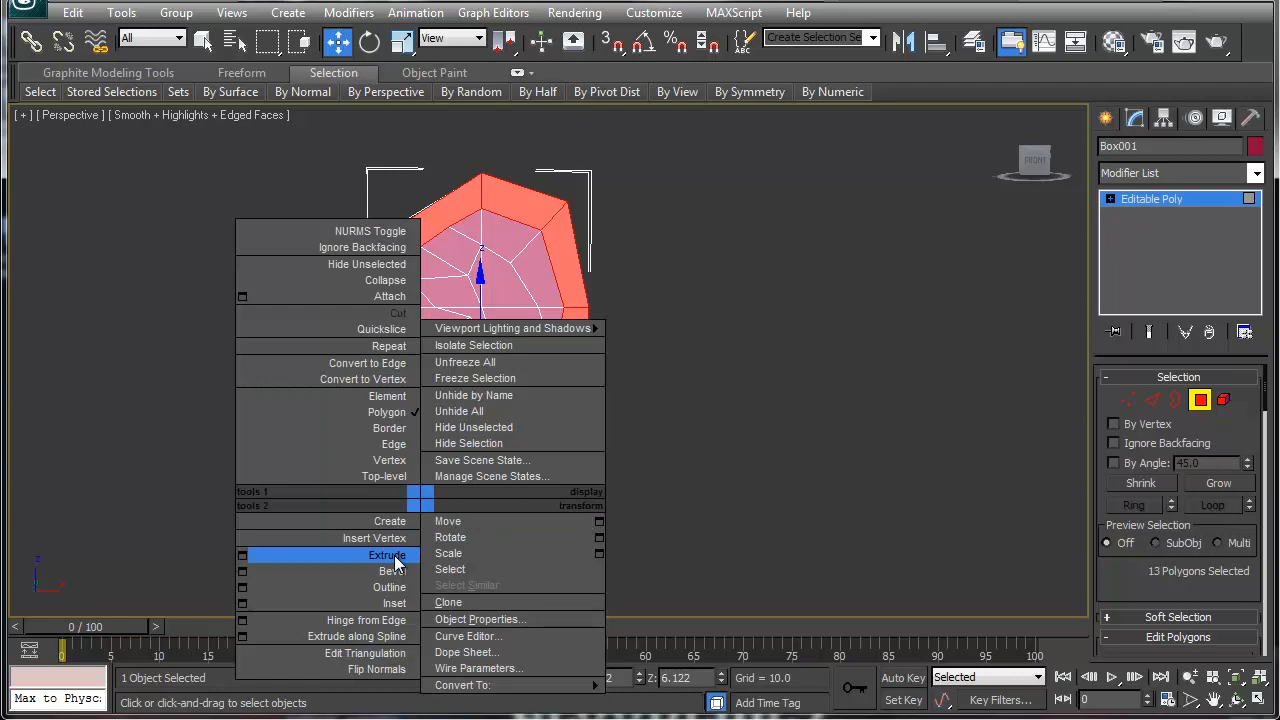 Edit Tools Group Views Create Modifiers Animation Graph Editors Rendering Customize MAXScript Help
All View Create Selection Se
Graphite Modeling Tools Freeform Selection Object Paint
Select Stored Selections Sets By Surface By Normal By Perspective By Random By Half By Pivot Dist By View By Symmetry By Numeric
[ + ] [ Perspective ] [ Smooth + Highlights + Edged Faces ]
FRONT
z
z
x
NURMS Toggle
Ignore Backfacing
Hide Unselected
Collapse
Attach
Cut
Quickslice
Repeat
Convert to Edge
Convert to Vertex
Element
Polygon
Border
Edge
Vertex
Top-level
tools 1
tools 2
Create
Insert Vertex
Extrude
Bevel
Outline
Inset
Hinge from Edge
Extrude along Spline
Edit Triangulation
Flip Normals
Viewport Lighting and Shadows
Isolate Selection
Unfreeze All
Freeze Selection
Unhide by Name
Unhide All
Hide Unselected
Hide Selection
Save Scene State...
Manage Scene States...
display
transform
Move
Rotate
Scale
Select
Select Similar
Clone
Object Properties...
Curve Editor...
Dope Sheet...
Wire Parameters...
Convert To:
Box001
Modifier List
Editable Poly
- Selection
By Vertex
Ignore Backfacing
By Angle: 45.0
Shrink Grow
Ring Loop
Preview Selection
Off SubObj Multi
13 Polygons Selected
+ Soft Selection
- Edit Polygons
0 / 100
0 5 10 15 60 65 70 75 80 85 90 95 100
Max to Physc
1 Object Selected
Click or click-and-drag to select objects
2 Z: 6.122 Grid = 10.0
Add Time Tag
Auto Key Selected
Set Key Key Filters...
0